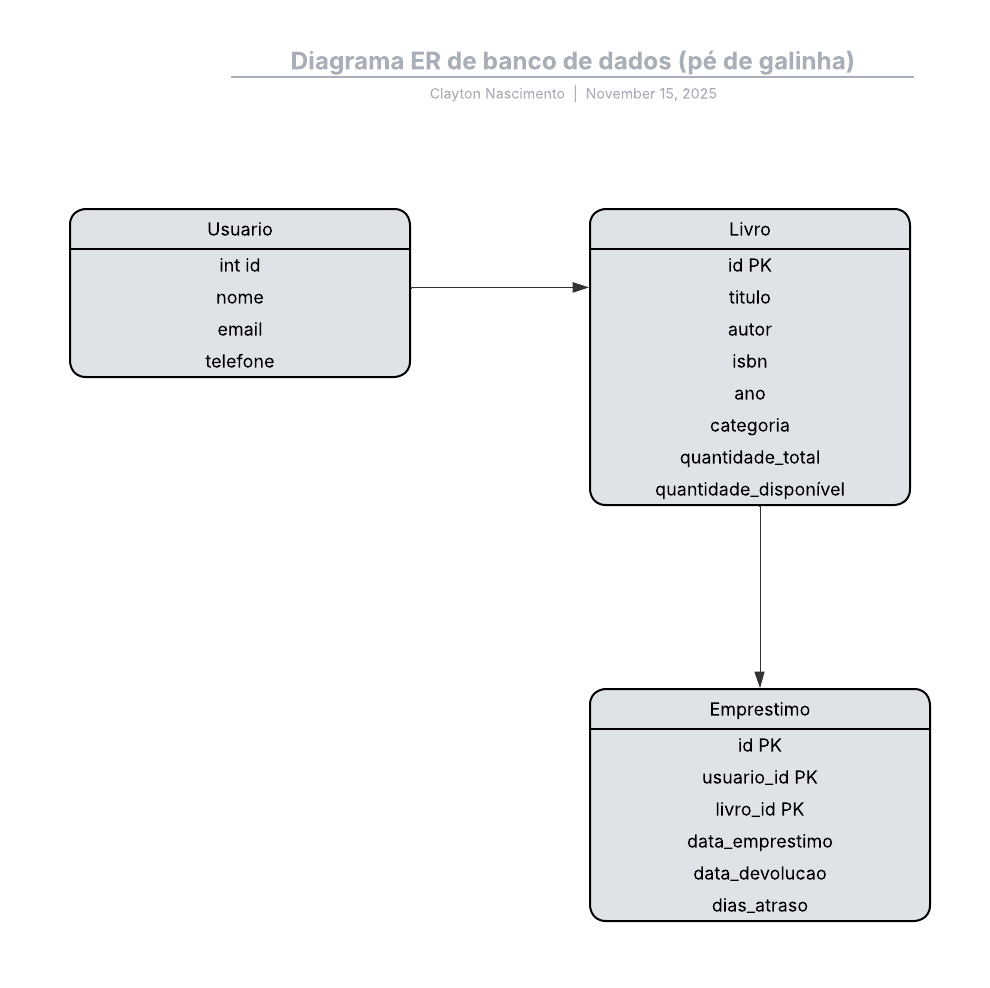 Diagrama ER de banco de dados (pé de galinha)
Clayton Nascimento | November 15, 2025
Usuario
int id
nome
email
telefone
Livro
id PK
titulo
autor
isbn
ano
categoria
quantidade_total
quantidade_disponível
Emprestimo
id PK
usuario_id PK
livro_id PK
data_emprestimo
data_devolucao
dias_atraso